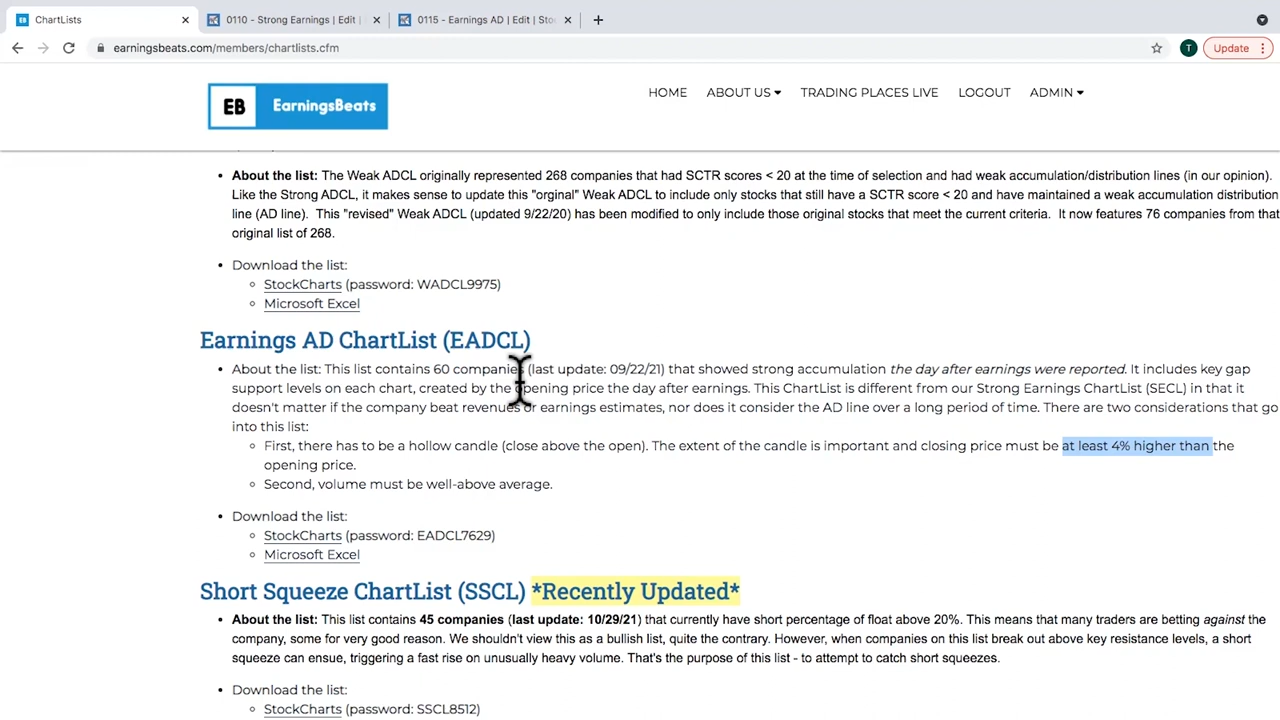 ChartLists
0110 - Strong Earnings | Edit |
0115 - Earnings AD | Edit | Sto
earningsbeats.com/members/chartlists.cfm
T
Update
EB EarningsBeats
HOME ABOUT US TRADING PLACES LIVE LOGOUT ADMIN
• About the list: The Weak ADCL originally represented 268 companies that had SCTR scores < 20 at the time of selection and had weak accumulation/distribution lines (in our opinion).
Like the Strong ADCL, it makes sense to update this "orginal" Weak ADCL to include only stocks that still have a SCTR score < 20 and have maintained a weak accumulation distribution
line (AD line). This "revised" Weak ADCL (updated 9/22/20) has been modified to only include those original stocks that meet the current criteria. It now features 76 companies from that
original list of 268.
• Download the list:
StockCharts (password: WADCL9975)
Microsoft Excel
Earnings AD ChartList (EADCL)
• About the list: This list contains 60 companies (last update: 09/22/21) that showed strong accumulation the day after earnings were reported. It includes key gap
support levels on each chart, created by the opening price the day after earnings. This ChartList is different from our Strong Earnings ChartList (SECL) in that it
doesn't matter if the company beat revenues or earnings estimates, nor does it consider the AD line over a long period of time. There are two considerations that go
into this list:
First, there has to be a hollow candle (close above the open). The extent of the candle is important and closing price must be at least 4% higher than the
opening price.
Second, volume must be well-above average.
• Download the list:
StockCharts (password: EADCL7629)
Microsoft Excel
Short Squeeze ChartList (SSCL) *Recently Updated*
• About the list: This list contains 45 companies (last update: 10/29/21) that currently have short percentage of float above 20%. This means that many traders are betting against the
company, some for very good reason. We shouldn't view this as a bullish list, quite the contrary. However, when companies on this list break out above key resistance levels, a short
squeeze can ensue, triggering a fast rise on unusually heavy volume. That's the purpose of this list - to attempt to catch short squeezes.
• Download the list:
StockCharts (password: SSCL8512)